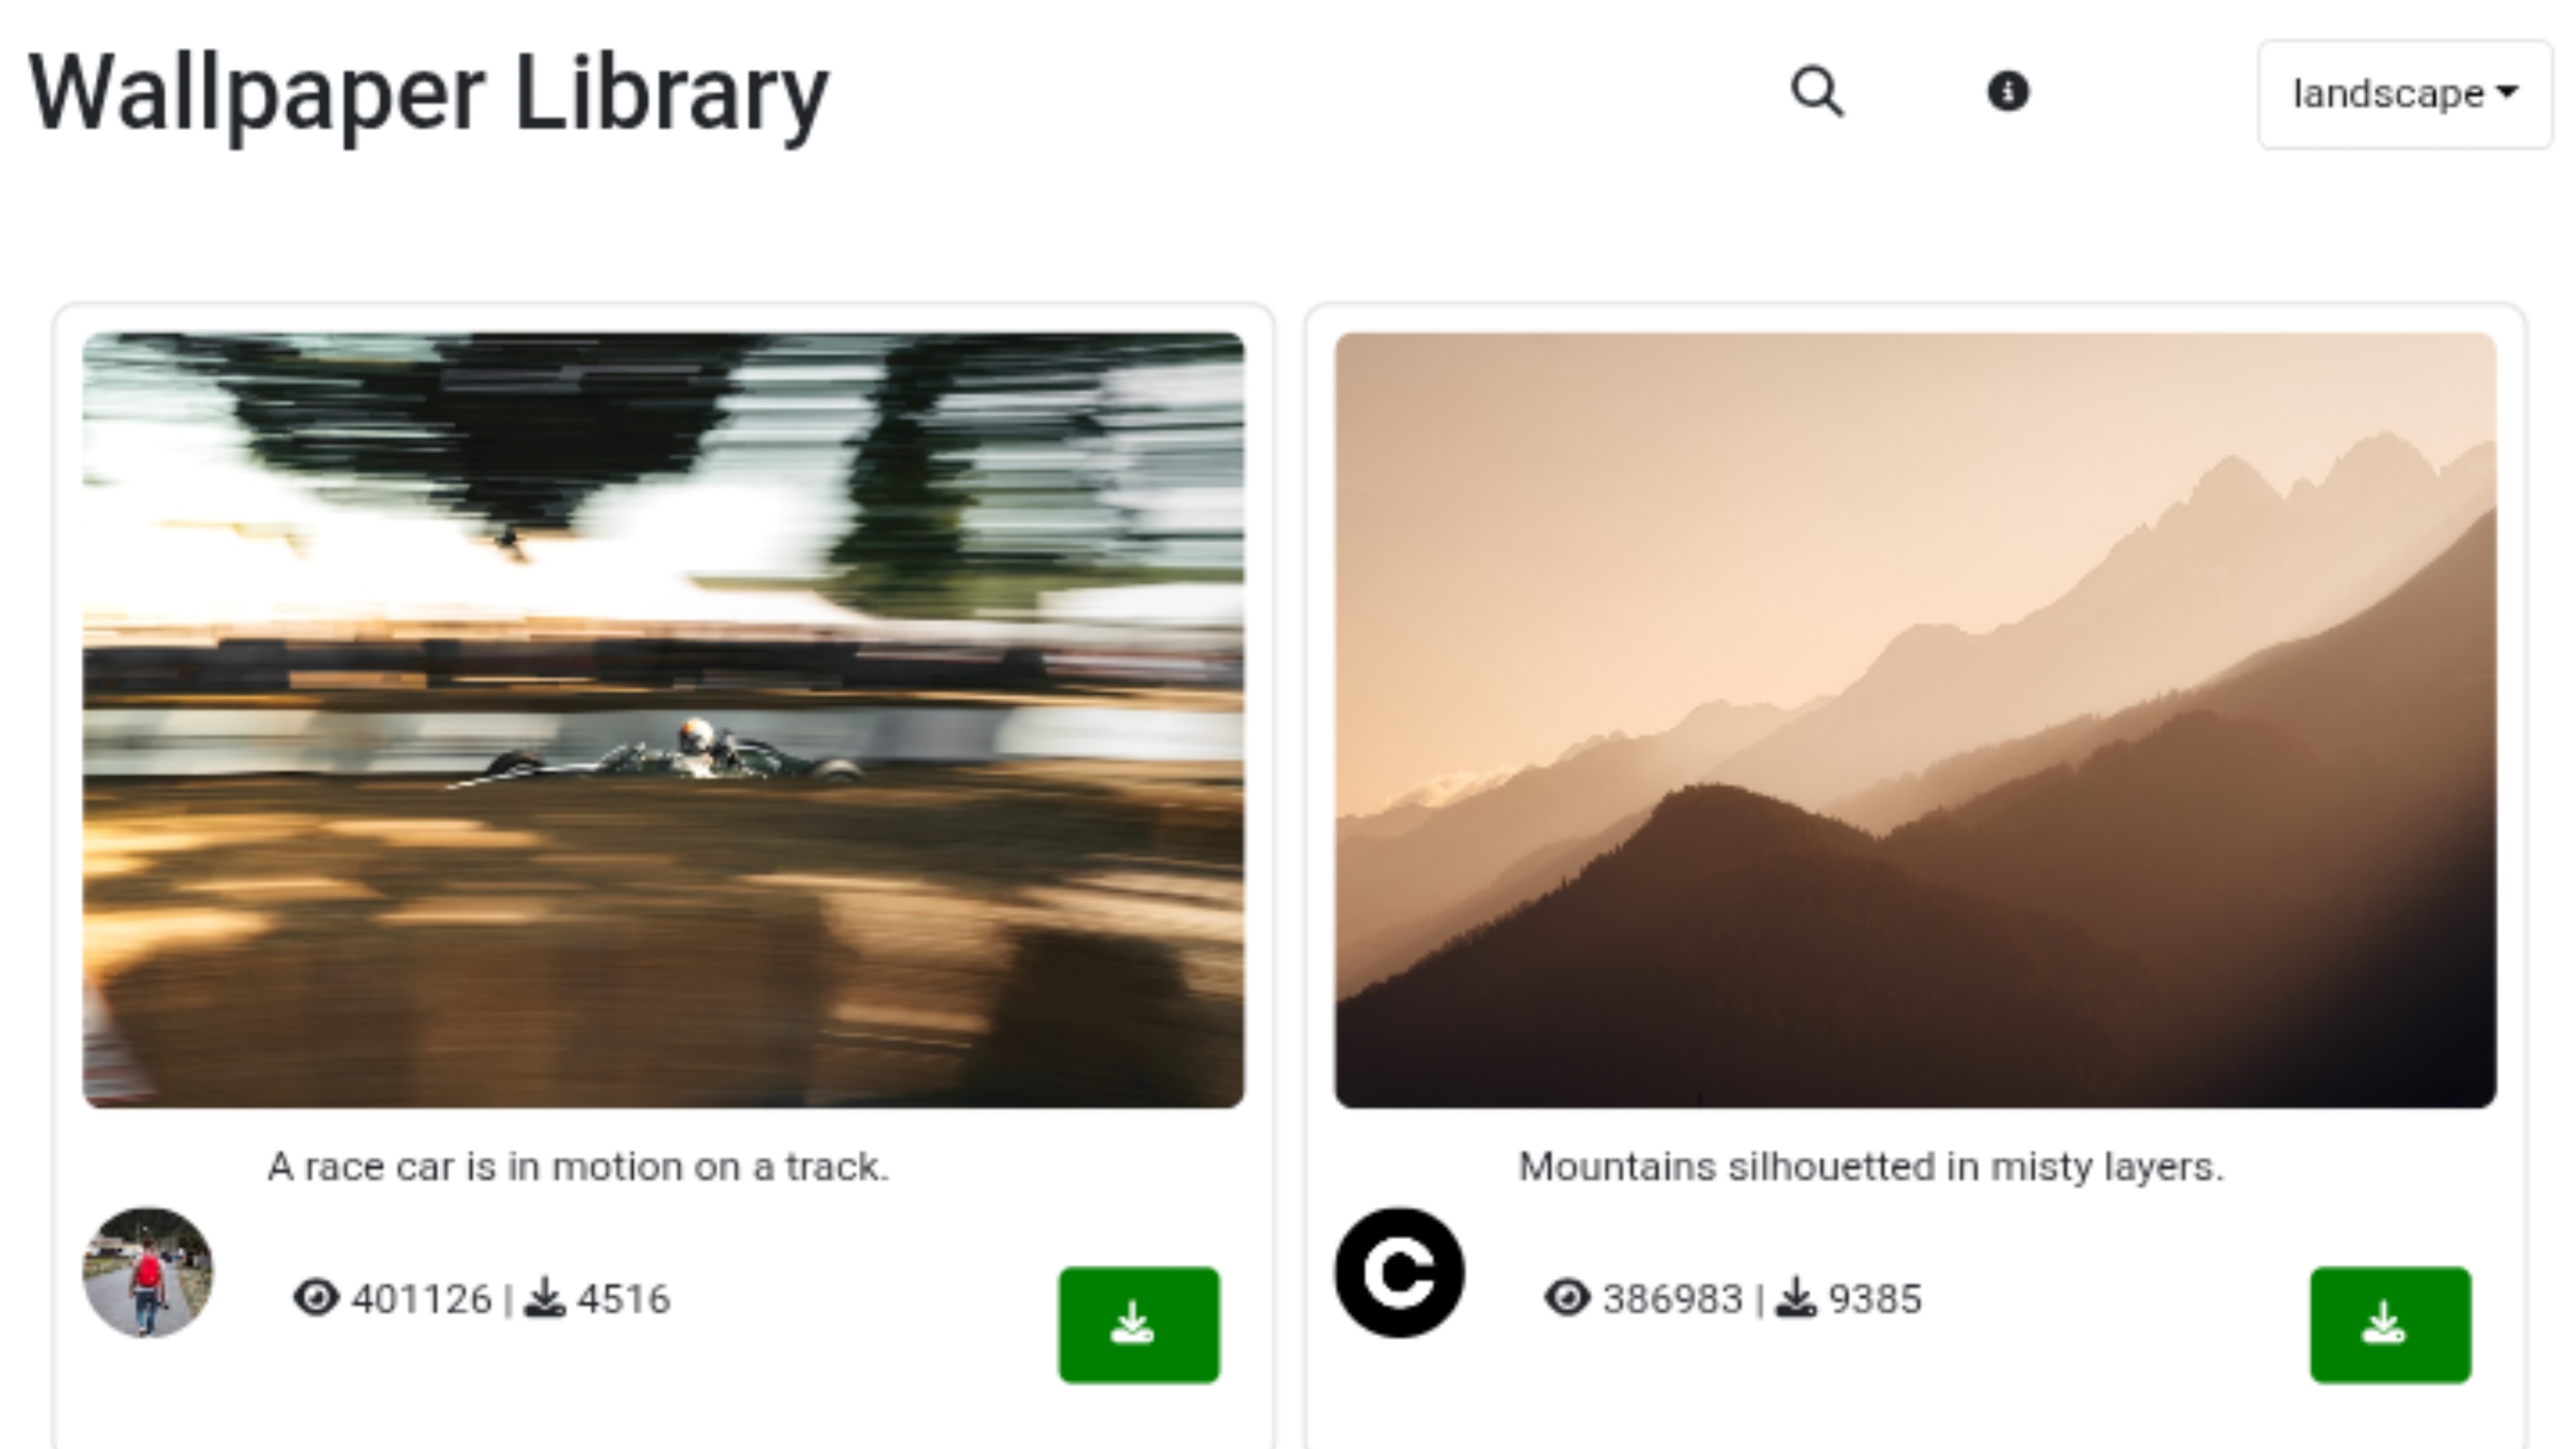 Wallpaper Library
landscape
A race car is in motion on a track.
401126 | 4516
Mountains silhouetted in misty layers.
C
386983 | 9385